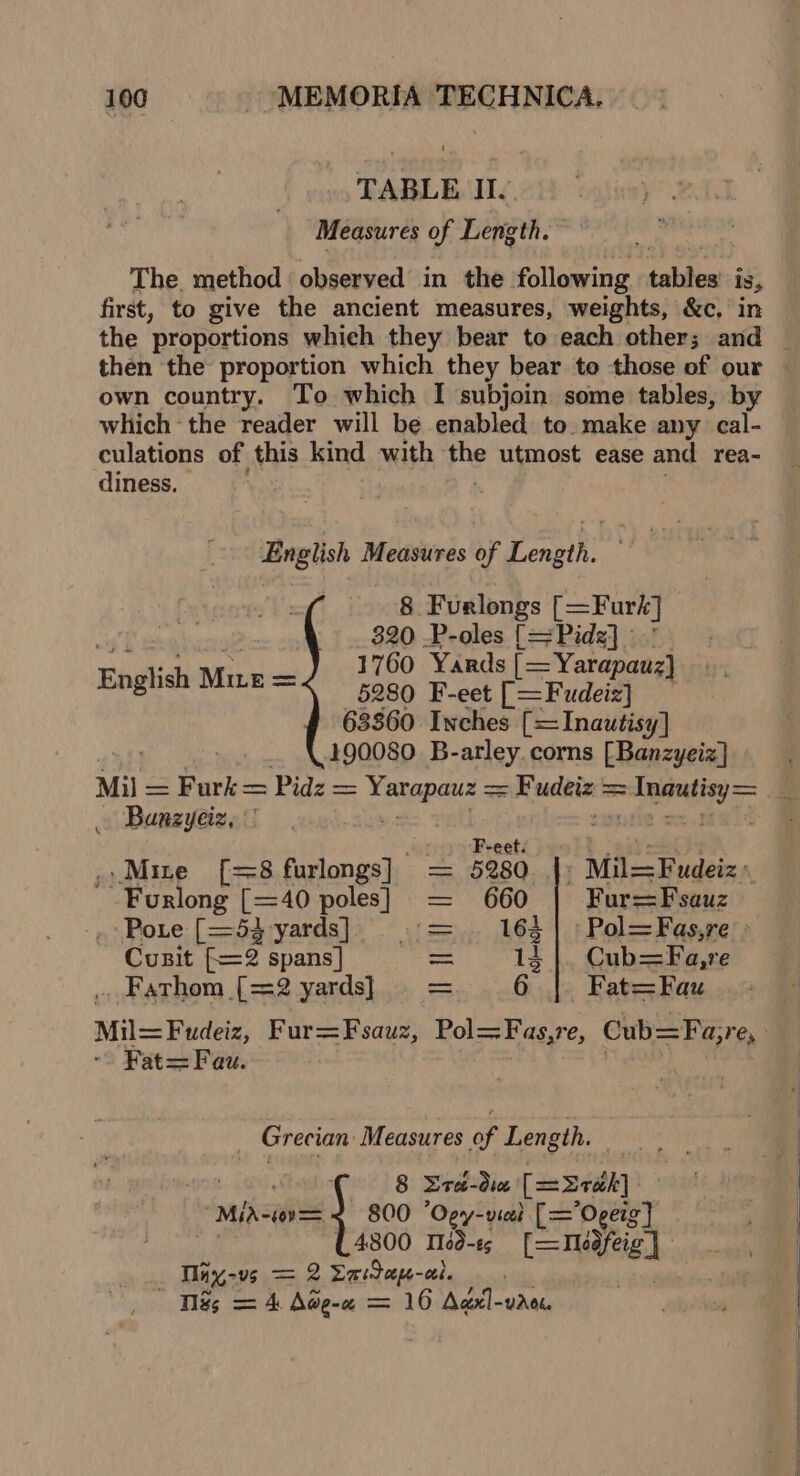 100 MEMORIA TECHNICA.
TABLE II.
Measures of Length.
The method observed in the following tables is,
first, to give the ancient measures, weights, &c. in
the proportions which they bear to each other; and
then the proportion which they bear to those of our
own country. To which I subjoin some tables, by
which the reader will be enabled to make any cal-
culations of this kind with the utmost ease and rea-
diness.
English Measures of Length.
8 Furlongs [=Furk]
320 P-oles [=Pidz]
English MILE = 1760 Yards [=Yarapauz]
5280 F-eet [=Fudeiz]
63360 Inches [=Inautisy]
190080 B-arley corns [Banzyeiz]
Mil = Furk = Pidz = Yarapauz = Fudeiz = Inautisy =
Banzyeiz.
F-eet.
MILE [=8 furlongs] = 5280 Mil=Fudeiz
Furlong [=40 poles] = 660 Fur=Fsauz
POLE [=5½ yards] = 16½ Pol=Fas,re
CUBIT [=2 spans] = 1½ Cub=Fa,re
FATHOM [=2 yards] = 6 Fat=Fau
Mil=Fudeiz, Fur=Fsauz, Pol=Fas,re, Cub=Fa,re,
Fat=Fau.
Grecian Measures of Length.
8 Στά-δια [=Στάk]
Μίλ-ιον = 800 Ὀργ-υιαὶ [=Ὀρεig]
4800 Πόδ-ες [=Πόδfeig]
Πῆχ-υς = 2 Σπιθαμ-αί.
Πȣς = 4 Δῶρ-α = 16 Δακl-υλοι.